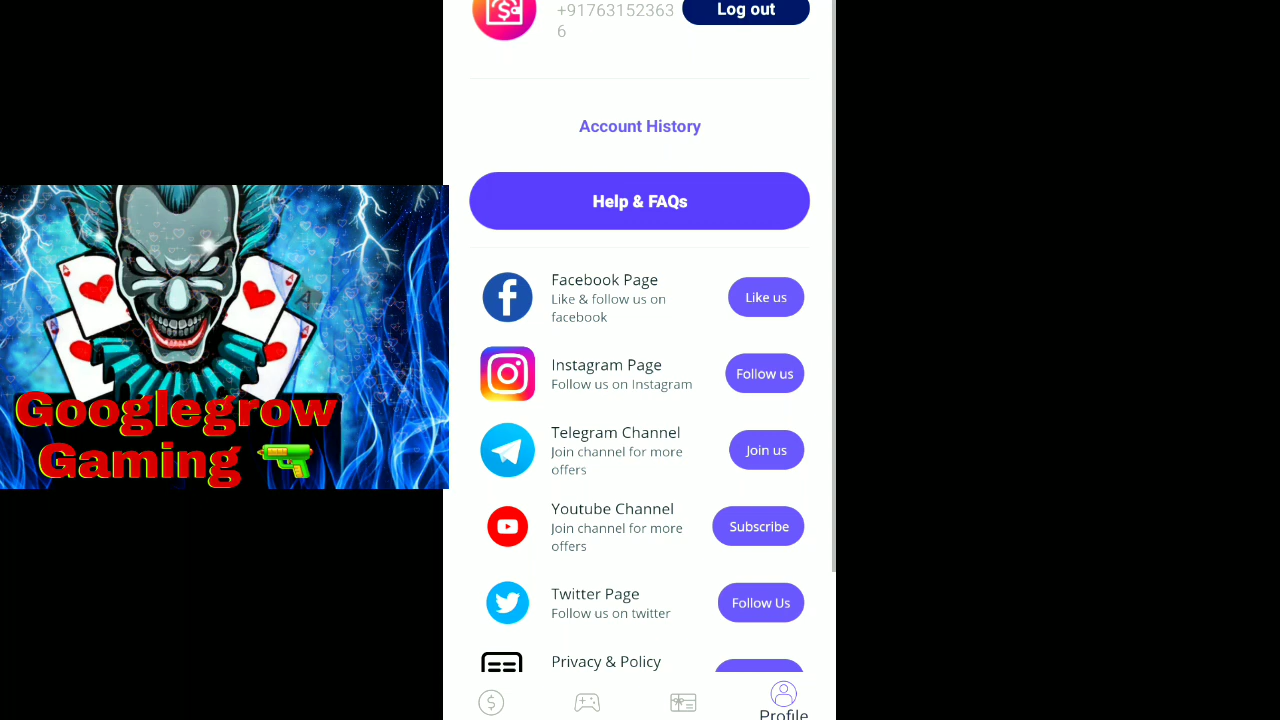 +91763152363
6
Log out
Account History
Help & FAQs
Facebook Page
Like & follow us on
facebook
Like us
Instagram Page
Follow us on Instagram
Follow us
Telegram Channel
Join channel for more
offers
Join us
Youtube Channel
Join channel for more
offers
Subscribe
Twitter Page
Follow us on twitter
Follow Us
Privacy & Policy
Profile
Googlegrow
Gaming